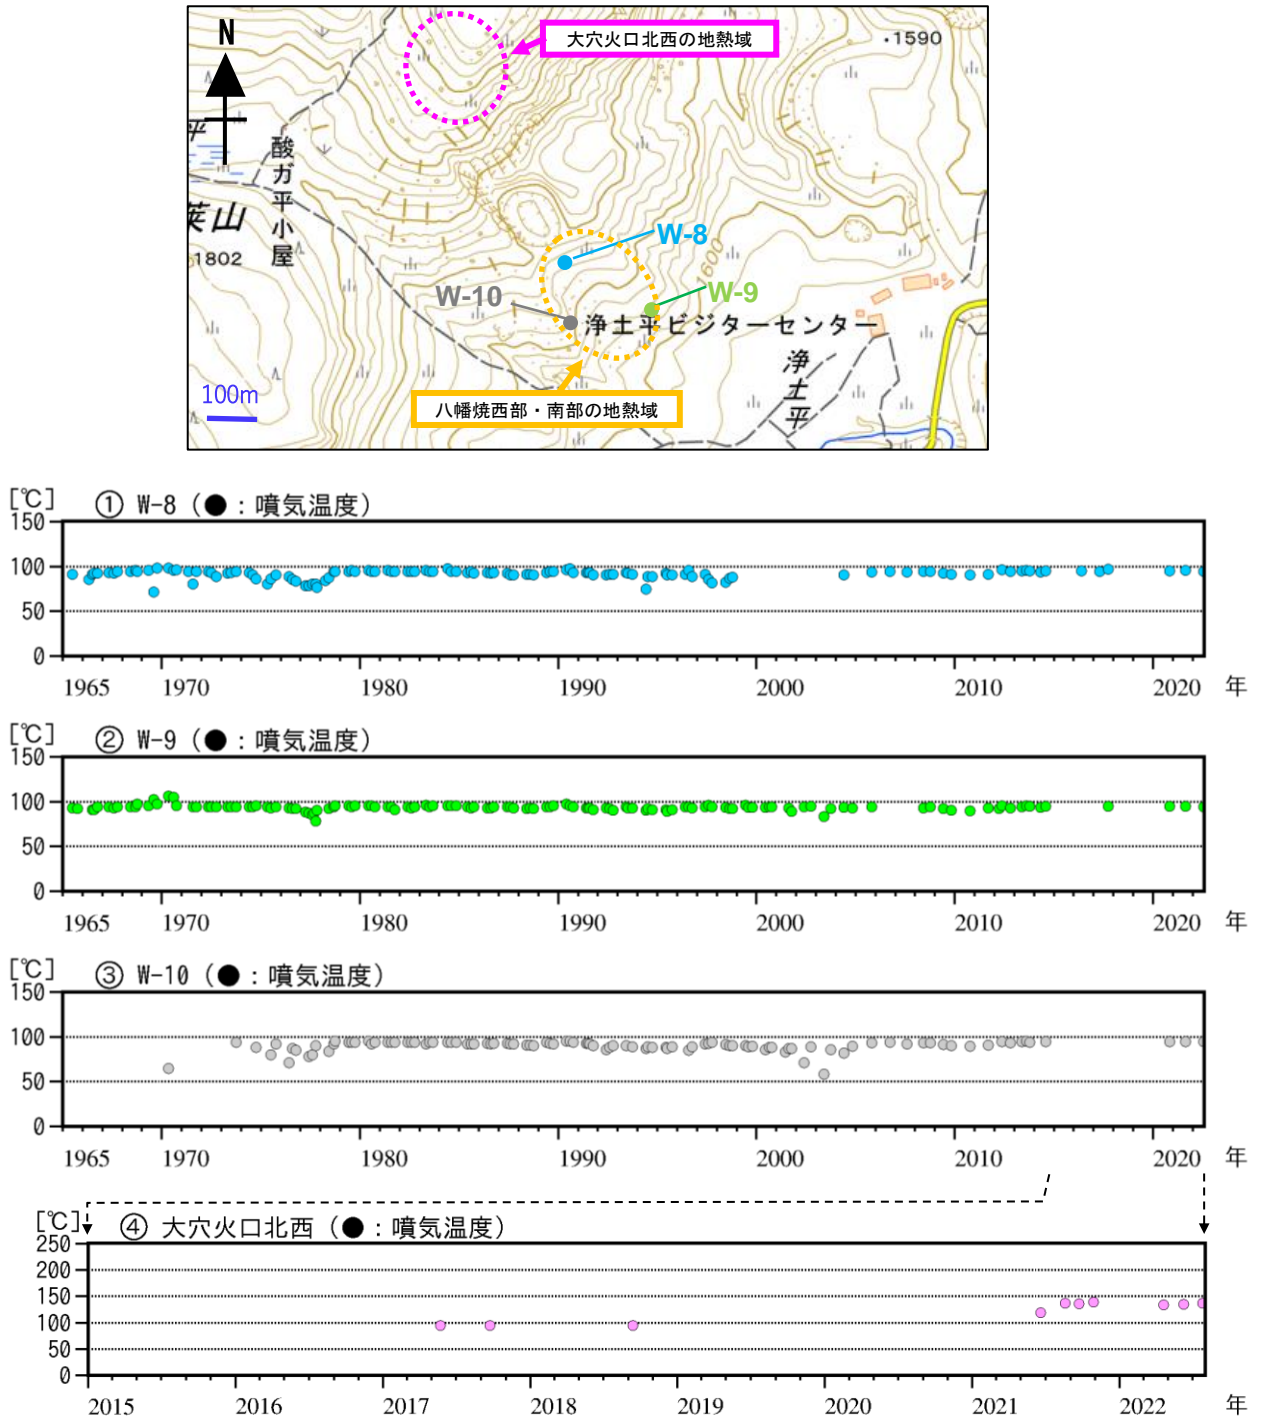 N
大穴火口北西の地熱域
・1590
平
酸ガ平小屋
莱山
1802
W-8
1600
W-9
W-10
浄土平ビジターセンター
浄土平
100m
八幡焼西部・南部の地熱域
[℃] ① W-8 (●：噴気温度)
150
100
50
0
1965 1970 1980 1990 2000 2010 2020 年
[℃] ② W-9 (●：噴気温度)
150
100
50
0
1965 1970 1980 1990 2000 2010 2020 年
[℃] ③ W-10 (●：噴気温度)
150
100
50
0
1965 1970 1980 1990 2000 2010 2020 年
[℃] ④ 大穴火口北西 (●：噴気温度)
250
200
150
100
50
0
2015 2016 2017 2018 2019 2020 2021 2022 年